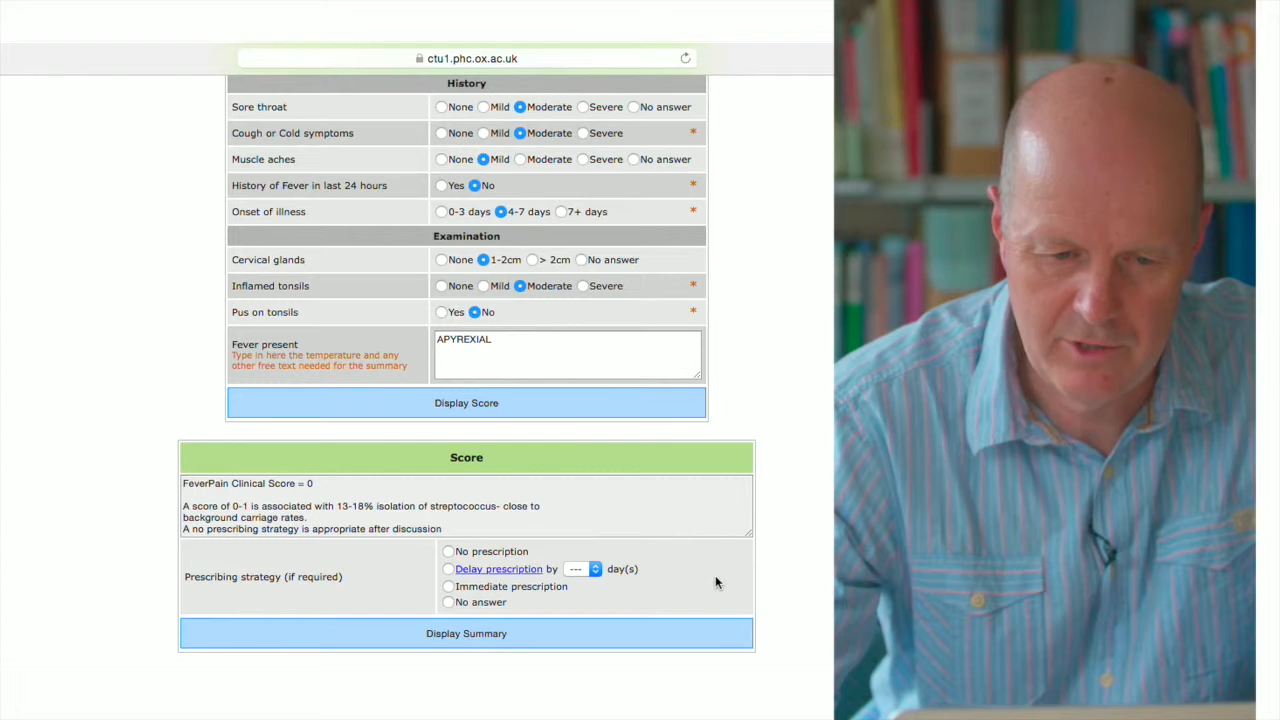 ctu1.phc.ox.ac.uk
History
Sore throat None Mild Moderate Severe No answer
Cough or Cold symptoms None Mild Moderate Severe *
Muscle aches None Mild Moderate Severe No answer
History of Fever in last 24 hours Yes No *
Onset of illness 0-3 days 4-7 days 7+ days *
Examination
Cervical glands None 1-2cm > 2cm No answer
Inflamed tonsils None Mild Moderate Severe *
Pus on tonsils Yes No *
Fever present
Type in here the temperature and any
other free text needed for the summary
APYREXIAL
Display Score
Score
FeverPain Clinical Score = 0
A score of 0-1 is associated with 13-18% isolation of streptococcus- close to
background carriage rates.
A no prescribing strategy is appropriate after discussion
Prescribing strategy (if required)
No prescription
Delay prescription by --- day(s)
Immediate prescription
No answer
Display Summary